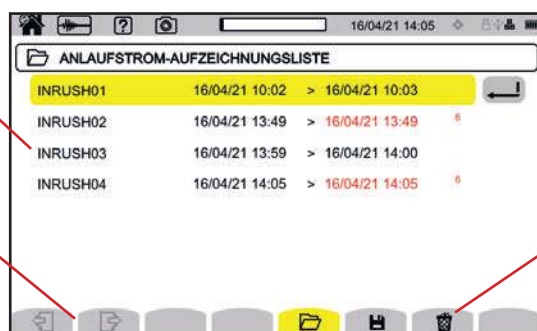 16/04/21 14:05
ANLAUFSTROM-AUFZEICHNUNGSLISTE
INRUSH01 16/04/21 10:02 > 16/04/21 10:03
INRUSH02 16/04/21 13:49 > 16/04/21 13:49 6
INRUSH03 16/04/21 13:59 > 16/04/21 14:00
INRUSH04 16/04/21 14:05 > 16/04/21 14:05 6